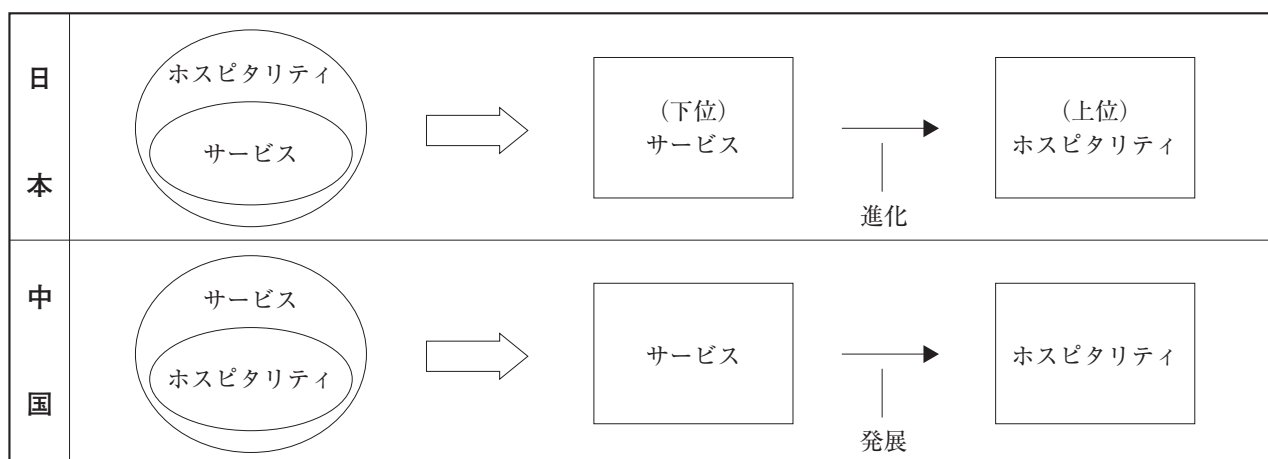 日本
ホスピタリティ
サービス
(下位)
サービス
進化
(上位)
ホスピタリティ
中国
サービス
ホスピタリティ
サービス
発展
ホスピタリティ